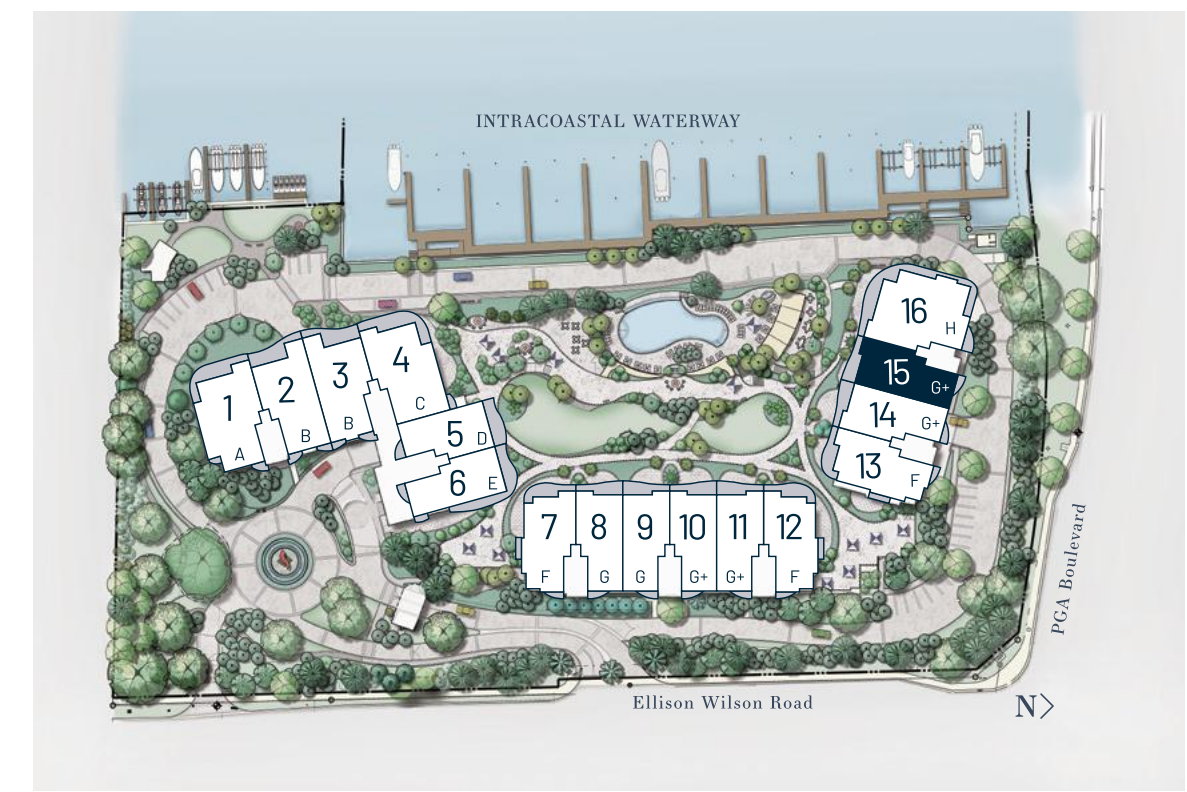 INTRACOASTAL WATERWAY
1
A
2
B
3
B
4
C
5
D
6
E
7
F
8
G
9
G
10
G+
11
G+
12
F
13
F
14
G+
15
G+
16
H
PGA Boulevard
Ellison Wilson Road
N